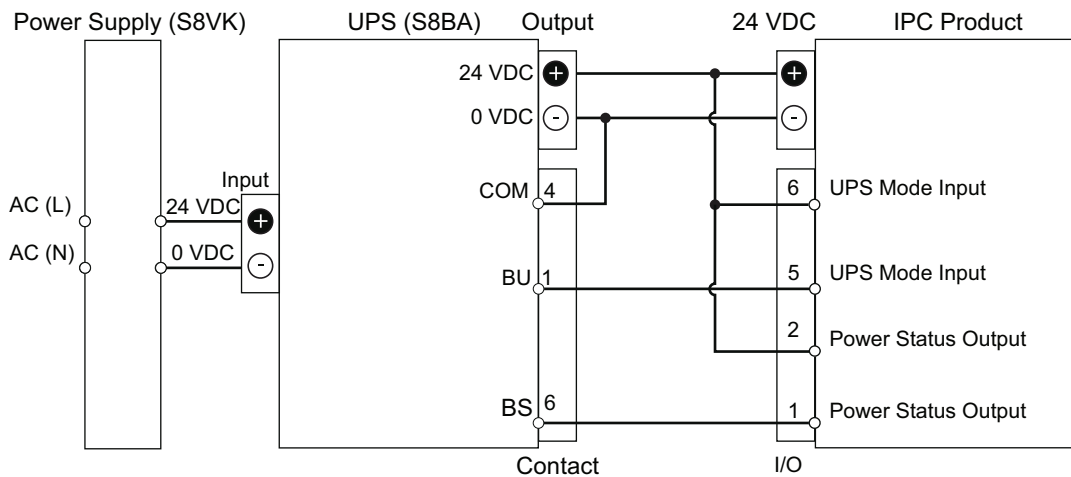 Power Supply (S8VK)
UPS (S8BA)
Output
24 VDC
IPC Product
24 VDC
+
+
0 VDC
-
-
Input
COM
4
6
UPS Mode Input
AC (L)
24 VDC
+
AC (N)
0 VDC
-
BU
1
5
UPS Mode Input
2
Power Status Output
BS
6
1
Power Status Output
Contact
I/O